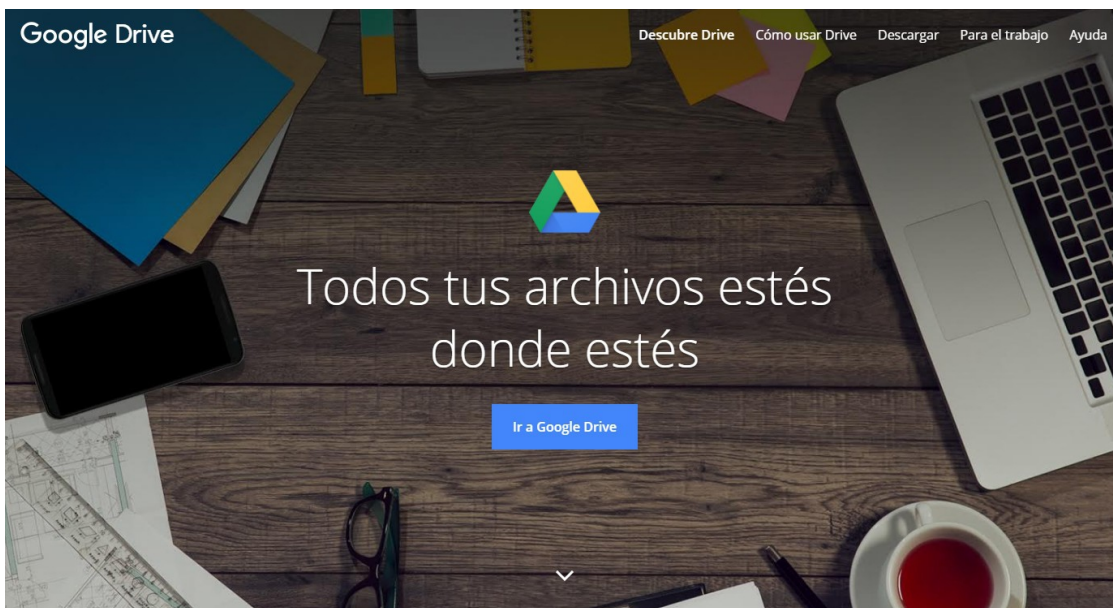 Google Drive
Descubre Drive Cómo usar Drive Descargar Para el trabajo Ayuda
Todos tus archivos estés
donde estés
Ir a Google Drive